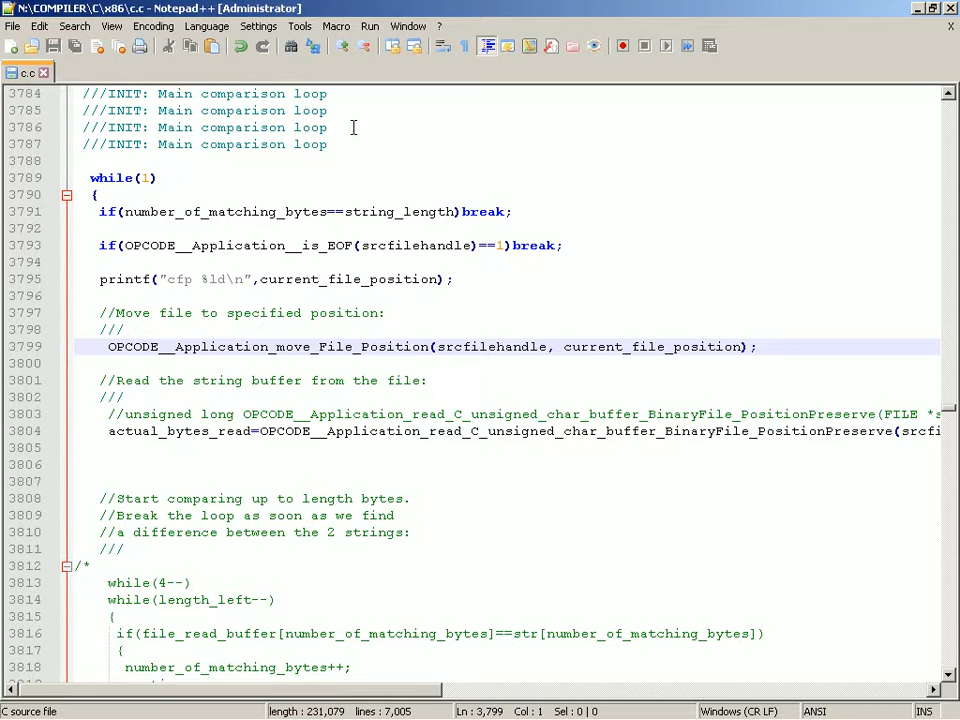 N:\COMPILER\C\x86\c.c - Notepad++ [Administrator]
File Edit Search View Encoding Language Settings Tools Macro Run Window ? X
c.c
3784 ///INIT: Main comparison loop
3785 ///INIT: Main comparison loop
3786 ///INIT: Main comparison loop
3787 ///INIT: Main comparison loop
3788
3789 while(1)
3790 {
3791 if(number_of_matching_bytes==string_length)break;
3792
3793 if(OPCODE__Application__is_EOF(srcfilehandle)==1)break;
3794
3795 printf("cfp %ld\n",current_file_position);
3796
3797 //Move file to specified position:
3798 ///
3799 OPCODE__Application_move_File_Position(srcfilehandle, current_file_position);
3800
3801 //Read the string buffer from the file:
3802 ///
3803 //unsigned long OPCODE__Application_read_C_unsigned_char_buffer_BinaryFile_PositionPreserve(FILE *s
3804 actual_bytes_read=OPCODE__Application_read_C_unsigned_char_buffer_BinaryFile_PositionPreserve(srcfi
3805
3806
3807
3808 //Start comparing up to length bytes.
3809 //Break the loop as soon as we find
3810 //a difference between the 2 strings:
3811 ///
3812 /*
3813 while(4--)
3814 while(length_left--)
3815 {
3816 if(file_read_buffer[number_of_matching_bytes]==str[number_of_matching_bytes])
3817 {
3818 number_of_matching_bytes++;
C source file length : 231,079 lines : 7,005 Ln : 3,799 Col : 1 Sel : 0 | 0 Windows (CR LF) ANSI INS